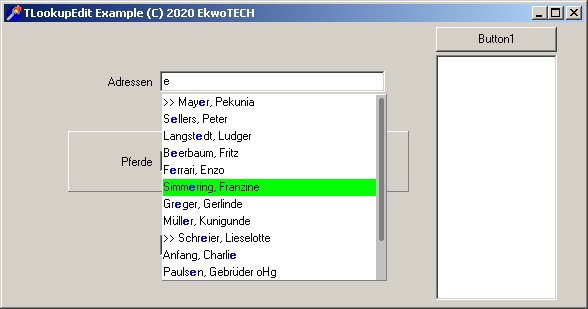 TLookupEdit Example (C) 2020 EkwoTECH
Button1
Adressen e
>> Mayer, Pekunia
Sellers, Peter
Langstedt, Ludger
Beerbaum, Fritz
Pferde
Ferrari, Enzo
Simmering, Franzine
Greger, Gerlinde
Müller, Kunigunde
>> Schreier, Lieselotte
Anfang, Charlie
Paulsen, Gebrüder oHg